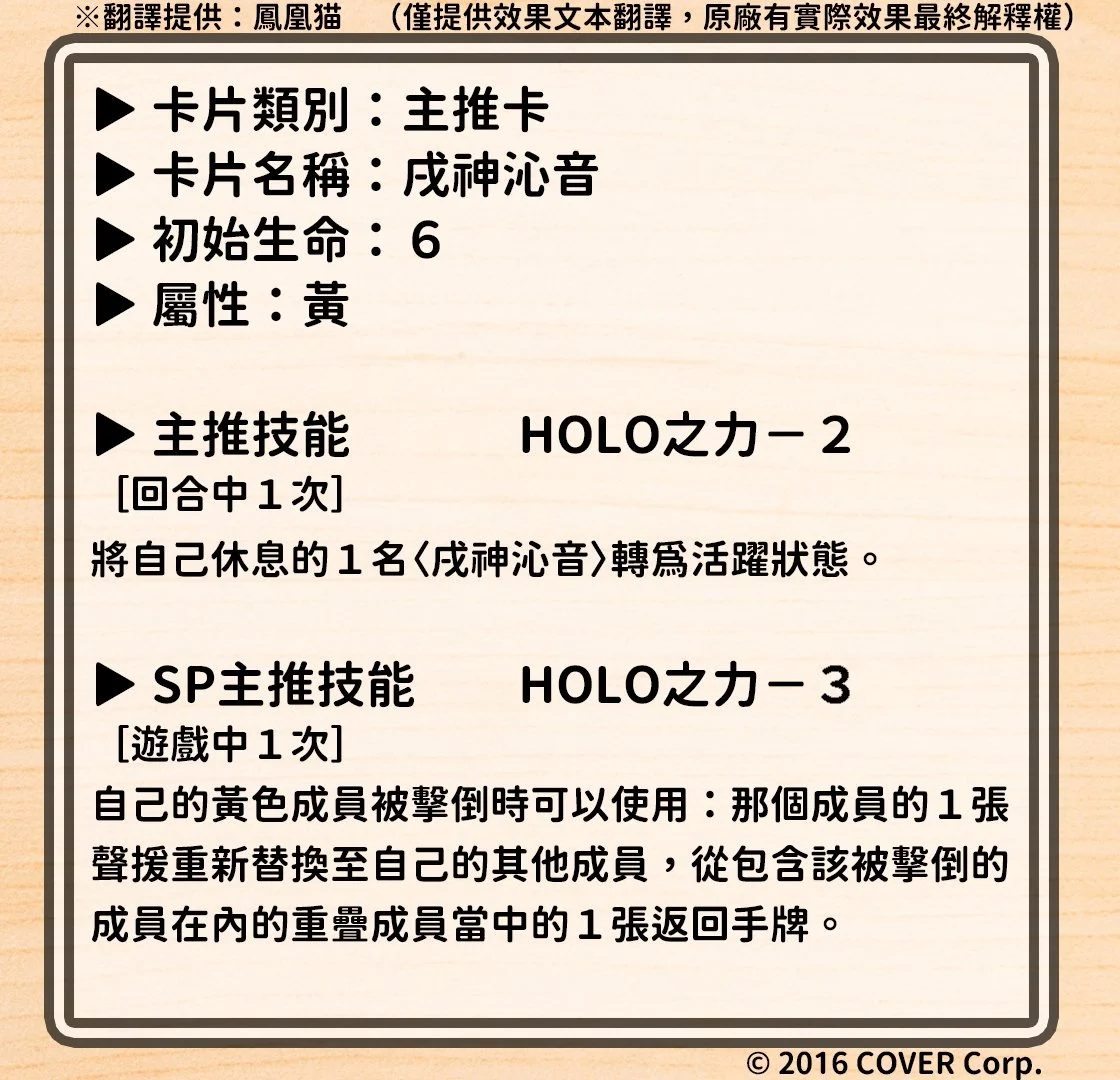 ※翻譯提供：鳳凰猫　（僅提供效果文本翻譯，原廠有實際效果最終解釋權）
▶ 卡片類別：主推卡
▶ 卡片名稱：戌神沁音
▶ 初始生命：６
▶ 屬性：黃
▶ 主推技能　HOLO之力－２
[回合中１次]
將自己休息的１名〈戌神沁音〉轉爲活躍狀態。
▶ SP主推技能　HOLO之力－３
[遊戲中１次]
自己的黃色成員被擊倒時可以使用：那個成員的１張
聲援重新替換至自己的其他成員，從包含該被擊倒的
成員在內的重疊成員當中的１張返回手牌。
© 2016 COVER Corp.